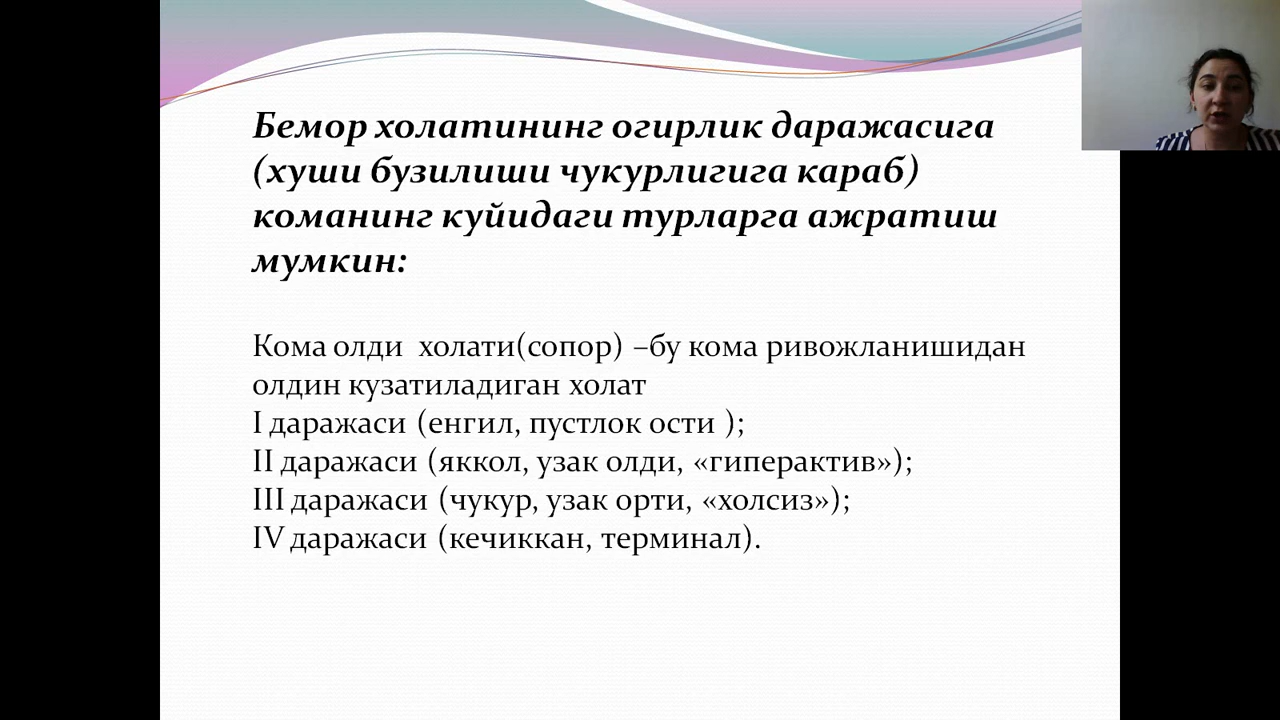 Бемор холатининг огирлик даражасига
(хуши бузилиши чукурлигига караб)
команинг куйидаги турларга ажратиш
мумкин:
Кома олди холати(сопор) –бу кома ривожланишидан
олдин кузатиладиган холат
I даражаси (енгил, пустлок ости );
II даражаси (яккол, узак олди, «гиперактив»);
III даражаси (чукур, узак орти, «холсиз»);
IV даражаси (кечиккан, терминал).